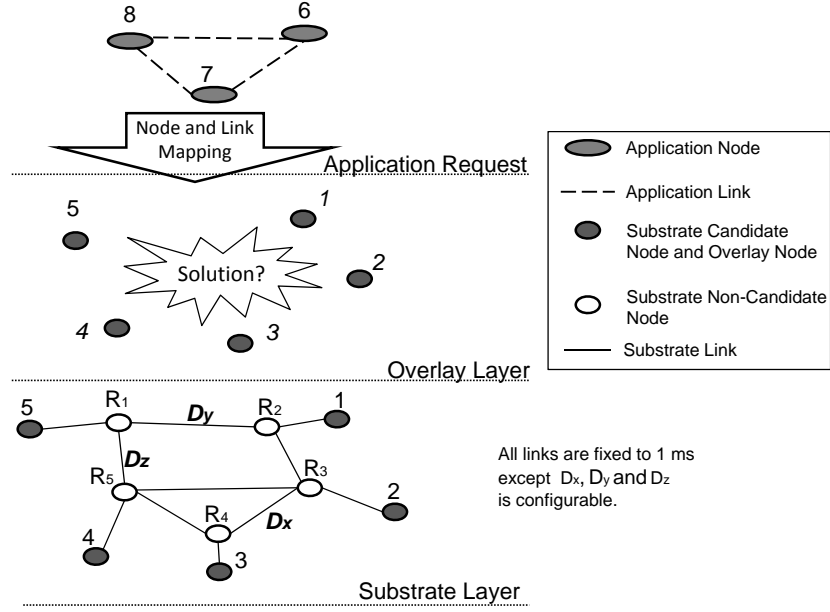 8
6
7
Node and Link
Mapping
Application Request
5
1
2
Solution?
4
3
Overlay Layer
5
R1
Dy
R2
1
Dz
R5
R3
2
R4
Dx
4
3
Substrate Layer
Application Node
Application Link
Substrate Candidate
Node and Overlay Node
Substrate Non-Candidate
Node
Substrate Link
All links are fixed to 1 ms
except Dx, Dy and Dz
is configurable.